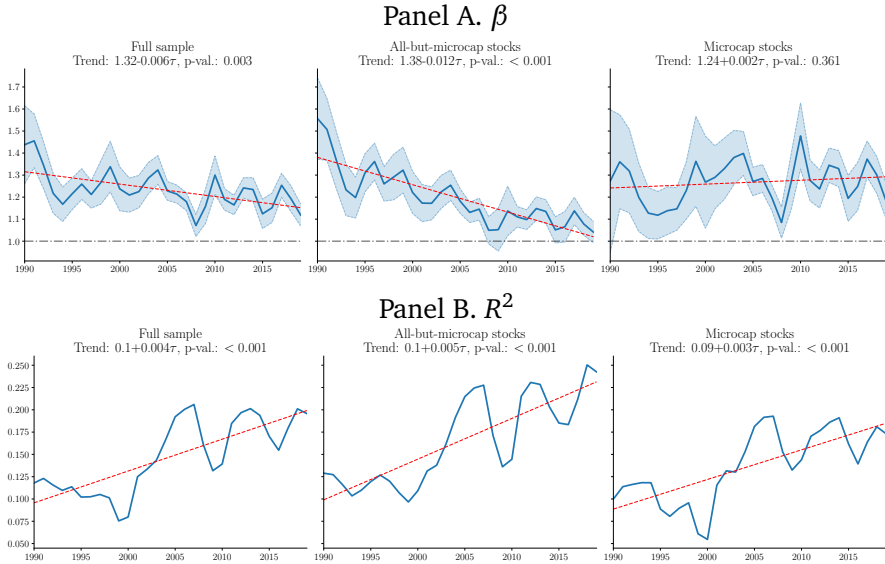 Panel A. β
Full sample
Trend: 1.32-0.006τ, p-val.: 0.003
All-but-microcap stocks
Trend: 1.38-0.012τ, p-val.: < 0.001
Microcap stocks
Trend: 1.24+0.002τ, p-val.: 0.361
1.7
1.6
1.5
1.4
1.3
1.2
1.1
1.0
0.9
1990 1995 2000 2005 2010 2015
1990 1995 2000 2005 2010 2015
1990 1995 2000 2005 2010 2015
Panel B. R²
Full sample
Trend: 0.1+0.004τ, p-val.: < 0.001
All-but-microcap stocks
Trend: 0.1+0.005τ, p-val.: < 0.001
Microcap stocks
Trend: 0.09+0.003τ, p-val.: < 0.001
0.250
0.225
0.200
0.175
0.150
0.125
0.100
0.075
0.050
1990 1995 2000 2005 2010 2015
1990 1995 2000 2005 2010 2015
1990 1995 2000 2005 2010 2015